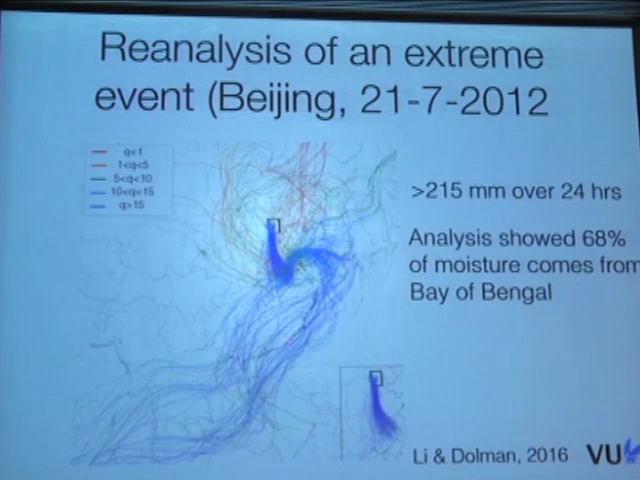 Reanalysis of an extreme
event (Beijing, 21-7-2012
q<1
1<q<5
5<q<10
10<q<15
q>15
>215 mm over 24 hrs
Analysis showed 68%
of moisture comes from
Bay of Bengal
Li & Dolman, 2016
VU